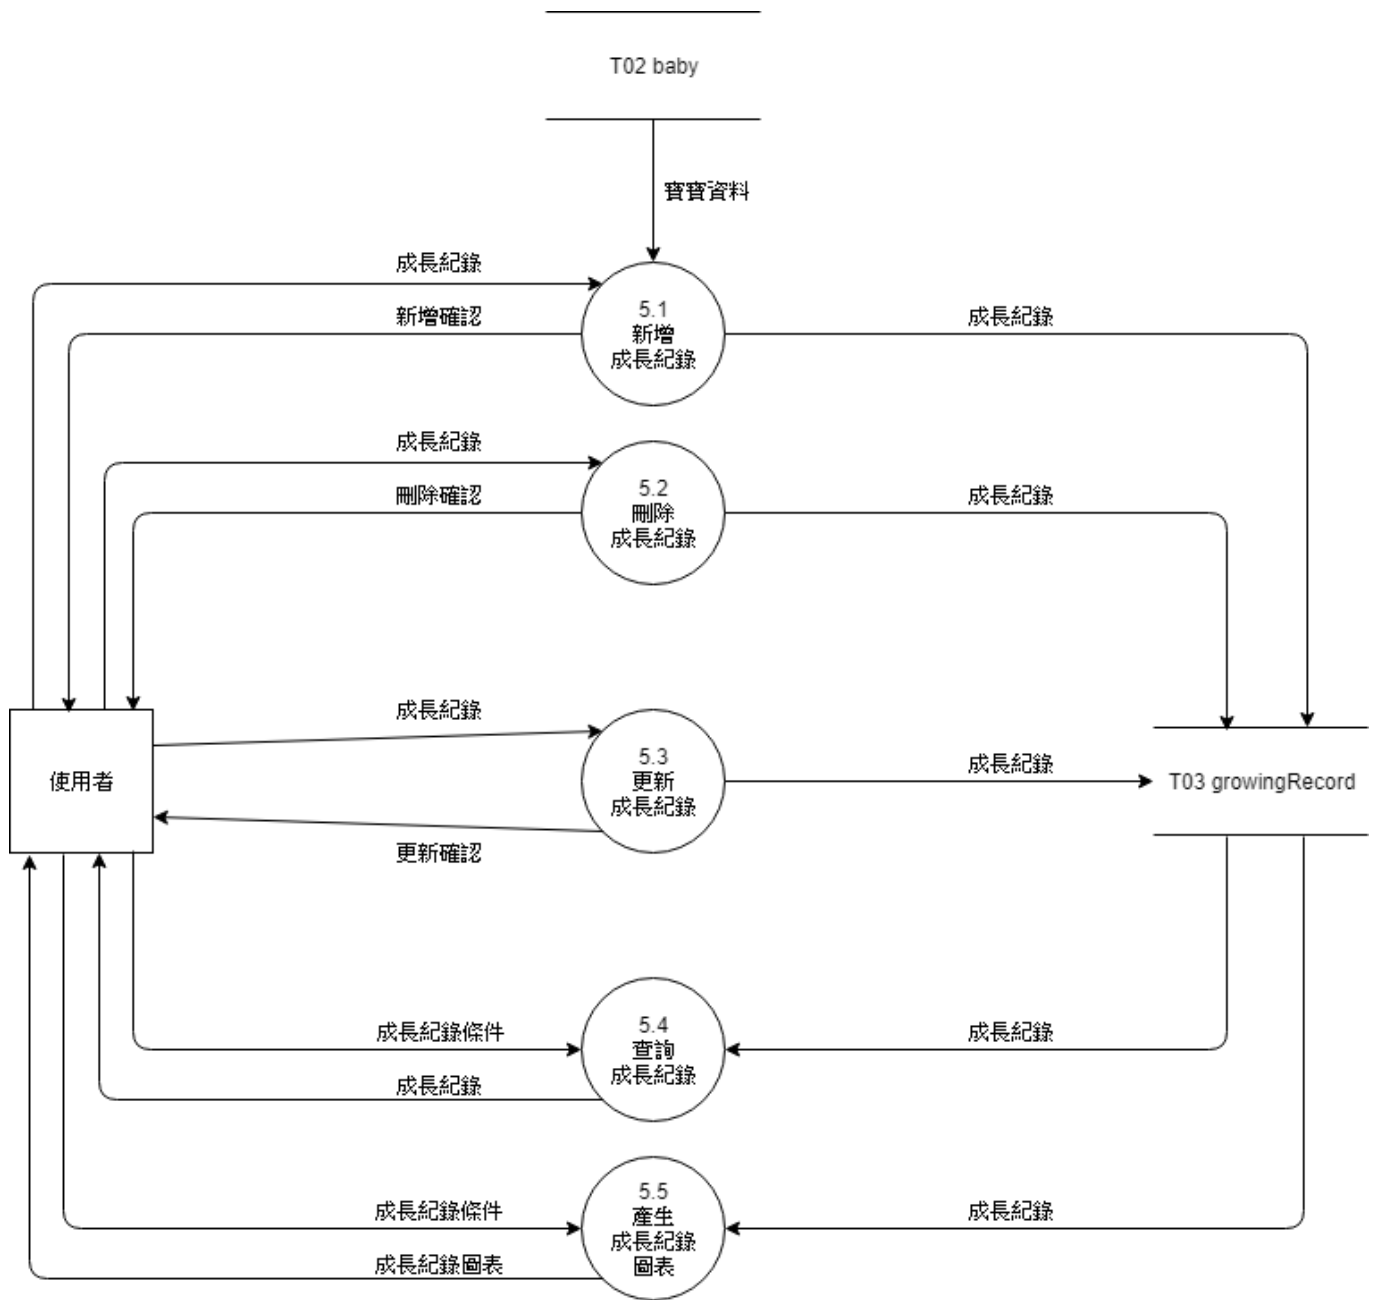 T02 baby
寶寶資料
成長紀錄
新增確認
5.1
新增
成長紀錄
成長紀錄
成長紀錄
刪除確認
5.2
刪除
成長紀錄
成長紀錄
使用者
成長紀錄
更新確認
5.3
更新
成長紀錄
成長紀錄
T03 growingRecord
成長紀錄條件
成長紀錄
5.4
查詢
成長紀錄
成長紀錄
成長紀錄條件
成長紀錄圖表
5.5
產生
成長紀錄
圖表
成長紀錄